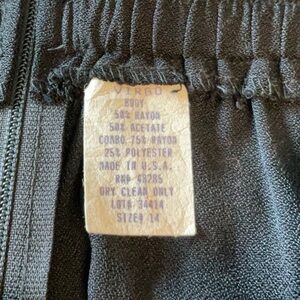 VIRGO
BODY
50% RAYON
50% ACETATE
COMBO 75% RAYON
25% POLYESTER
MADE IN U.S.A.
RN# 48285
DRY CLEAN ONLY
LOT# 34414
SIZE# 14